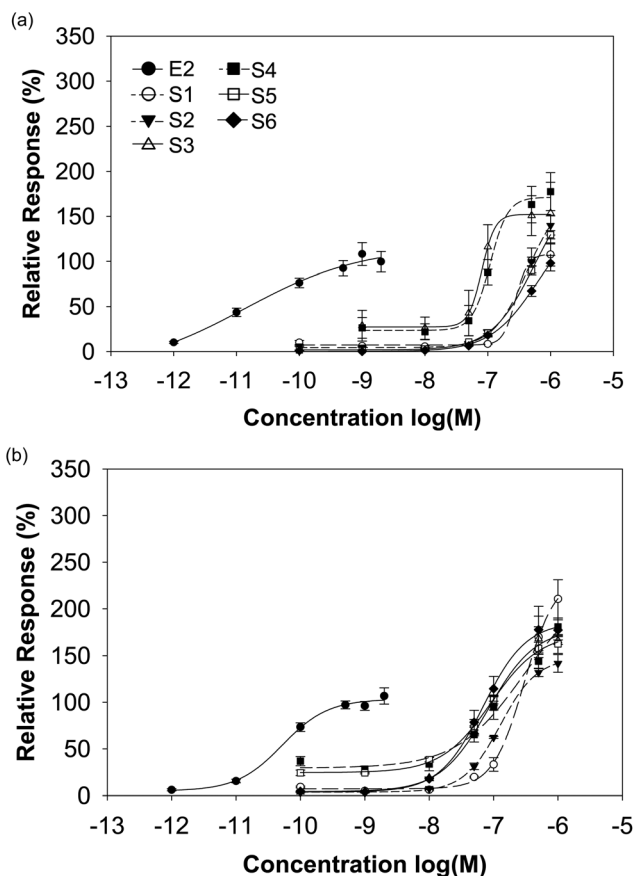 (a)
350
300
250
200
150
100
50
0
Relative Response (%)
E2 S4
S1 S5
S2 S6
S3
-13 -12 -11 -10 -9 -8 -7 -6 -5
Concentration log(M)
(b)
350
300
250
200
150
100
50
0
Relative Response (%)
-13 -12 -11 -10 -9 -8 -7 -6 -5
Concentration log(M)